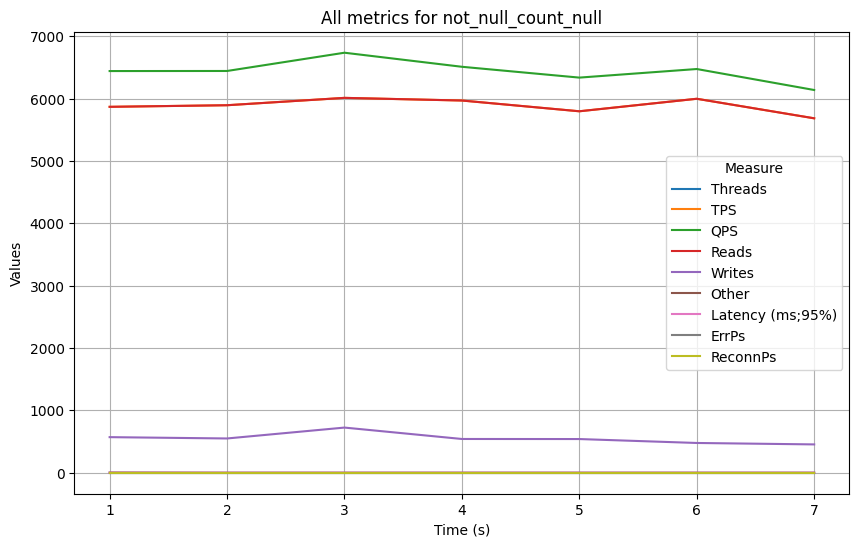 All metrics for not_null_count_null
7000
6000
5000
4000
3000
2000
1000
0
Values
Measure
Threads
TPS
QPS
Reads
Writes
Other
Latency (ms;95%)
ErrPs
ReconnPs
1 2 3 4 5 6 7
Time (s)